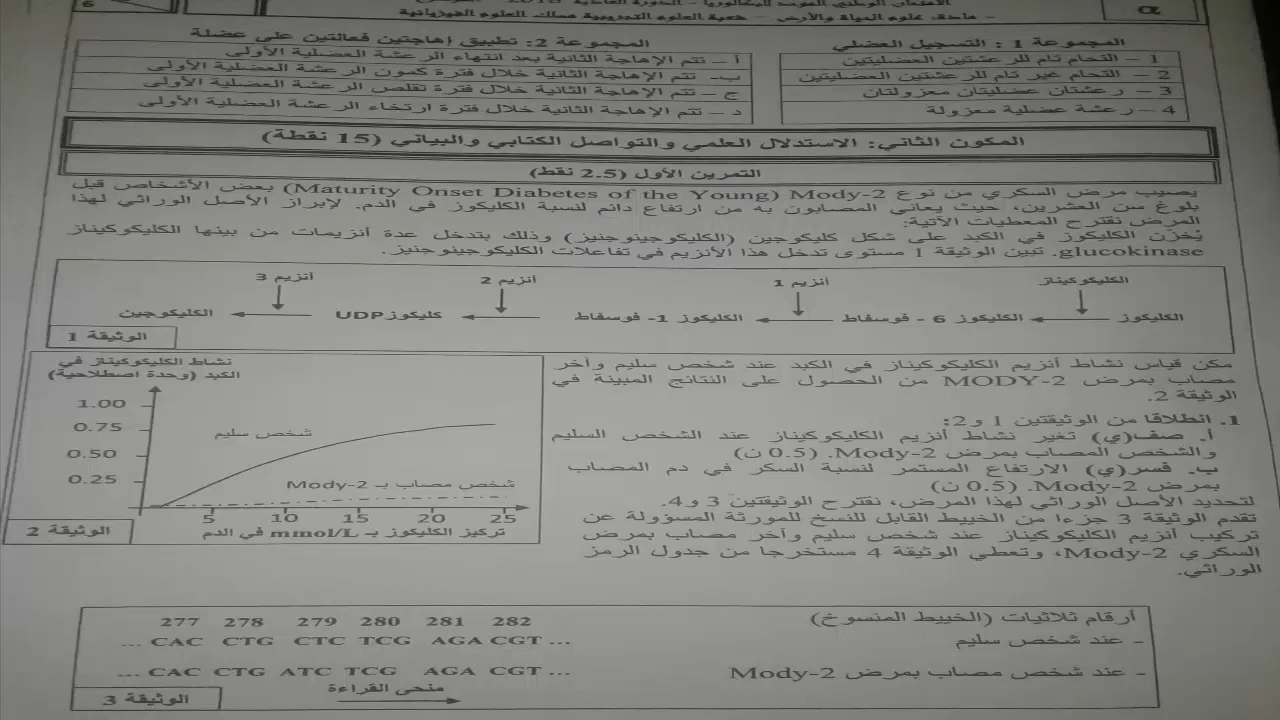 α
– مادة: علوم الحياة والأرض – شعبة العلوم التجريبية مسلك العلوم الفيزيائية
المجموعة 1 : التسجيل العضلي
المجموعة 2: تطبيق إهاجتين فعالتين على عضلة
1 – التحام تام للرعشتين العضليتين
أ – تتم الإهاجة الثانية بعد انتهاء الرعشة العضلية الأولى
2 – التحام غير تام للرعشتين العضليتين
ب- تتم الإهاجة الثانية خلال فترة كمون الرعشة العضلية الأولى
3 – رعشتان عضليتان معزولتان
ج – تتم الإهاجة الثانية خلال فترة تقلص الرعشة العضلية الأولى
4 – رعشة عضلية معزولة
د – تتم الإهاجة الثانية خلال فترة ارتخاء الرعشة العضلية الأولى
المكون الثاني: الاستدلال العلمي والتواصل الكتابي والبياني (15 نقطة)
التمرين الأول (2.5 نقط)
يصيب مرض السكري من نوع Mody-2 (Maturity Onset Diabetes of the Young) بعض الأشخاص قبل
بلوغ سن العشرين، حيث يعاني المصابون به من ارتفاع دائم لنسبة الكليكوز في الدم. لإبراز الأصل الوراثي لهذا
المرض نقترح المعطيات الآتية:
يُخزن الكليكوز في الكبد على شكل كليكوجين (الكليكوجينوجنيز) وذلك بتدخل عدة أنزيمات من بينها الكليكوكيناز
glucokinase. تبين الوثيقة 1 مستوى تدخل هذا الأنزيم في تفاعلات الكليكوجينوجنيز.
الكليكوكيناز
أنزيم 1
أنزيم 2
أنزيم 3
الكليكوز
الكليكوز 6 - فوسفاط
الكليكوز 1- فوسفاط
كليكوز UDP
الكليكوجين
الوثيقة 1
مكن قياس نشاط أنزيم الكليكوكيناز في الكبد عند شخص سليم وآخر
مصاب بمرض MODY-2 من الحصول على النتائج المبينة في
الوثيقة 2.
1. انطلاقا من الوثيقتين 1 و2:
أ. صف(ي) تغير نشاط أنزيم الكليكوكيناز عند الشخص السليم
والشخص المصاب بمرض Mody-2. (0.5 ن)
ب. فسر(ي) الارتفاع المستمر لنسبة السكر في دم المصاب
بمرض Mody-2. (0.5 ن)
لتحديد الأصل الوراثي لهذا المرض، نقترح الوثيقتين 3 و4.
تقدم الوثيقة 3 جزءا من الخييط القابل للنسخ للمورثة المسؤولة عن
تركيب أنزيم الكليكوكيناز عند شخص سليم وآخر مصاب بمرض
السكري Mody-2، وتعطي الوثيقة 4 مستخرجا من جدول الرمز
الوراثي.
نشاط الكليكوكيناز في
الكبد (وحدة اصطلاحية)
1.00
0.75
0.50
0.25
شخص سليم
شخص مصاب بـ Mody-2
5 10 15 20 25
تركيز الكليكوز بـ mmol/L في الدم
الوثيقة 2
أرقام ثلاثيات (الخييط المنسوخ)
277 278 279 280 281 282
- عند شخص سليم
... CAC CTG CTC TCG AGA CGT ...
- عند شخص مصاب بمرض Mody-2
... CAC CTG ATC TCG AGA CGT ...
منحى القراءة
الوثيقة 3